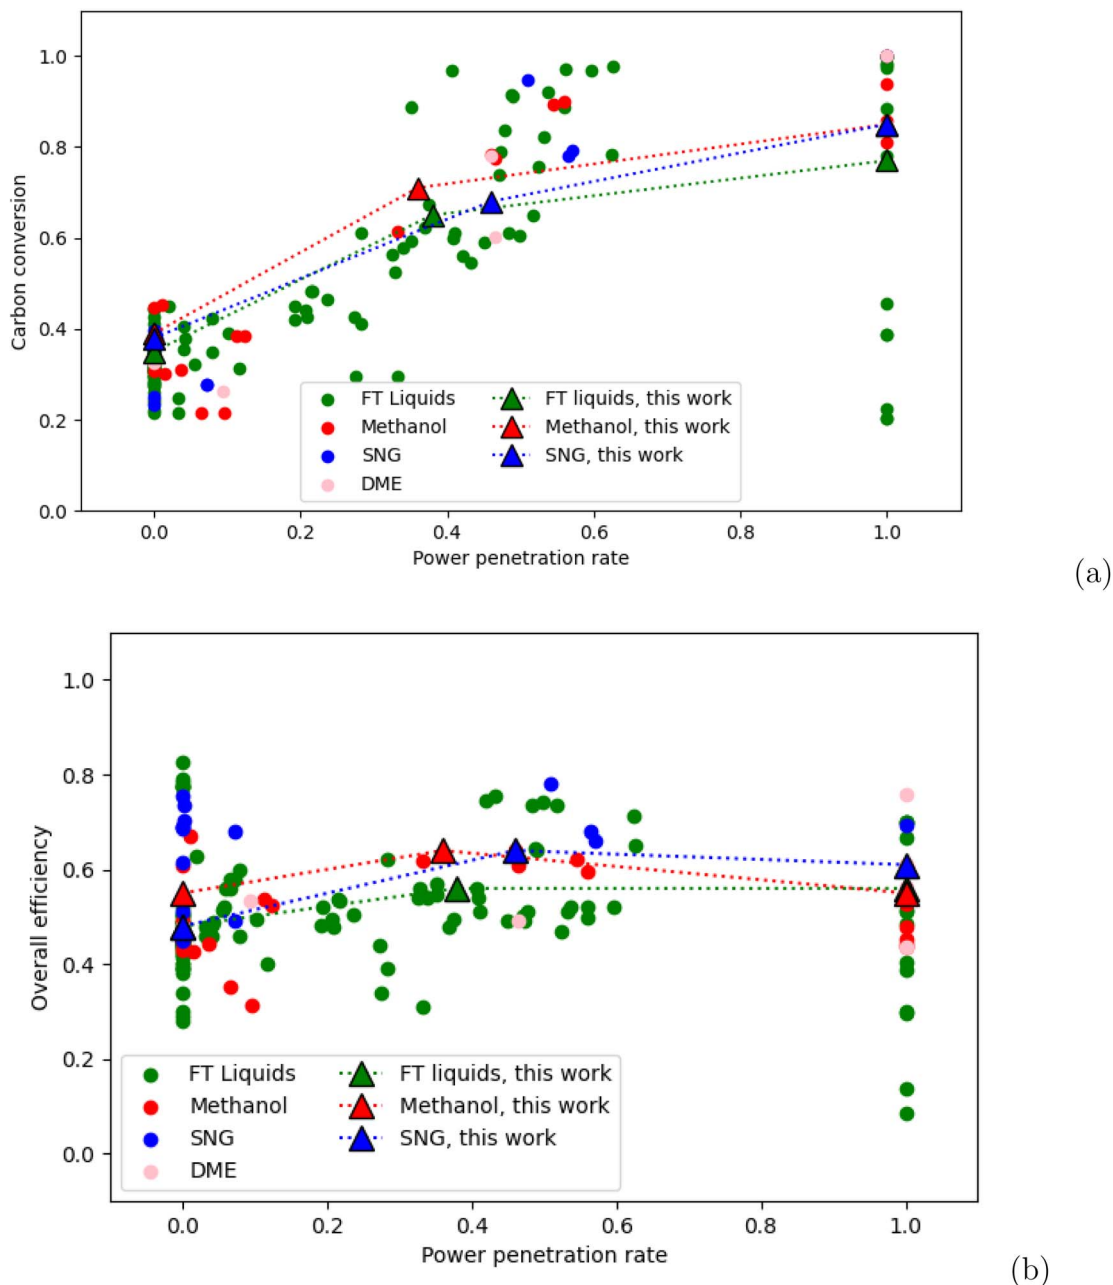 1.0
0.8
0.6
0.4
0.2
0.0
Carbon conversion
FT Liquids
Methanol
SNG
DME
FT liquids, this work
Methanol, this work
SNG, this work
0.0 0.2 0.4 0.6 0.8 1.0
Power penetration rate
(a)
1.0
0.8
0.6
0.4
0.2
0.0
Overall efficiency
FT Liquids
Methanol
SNG
DME
FT liquids, this work
Methanol, this work
SNG, this work
0.0 0.2 0.4 0.6 0.8 1.0
Power penetration rate
(b)